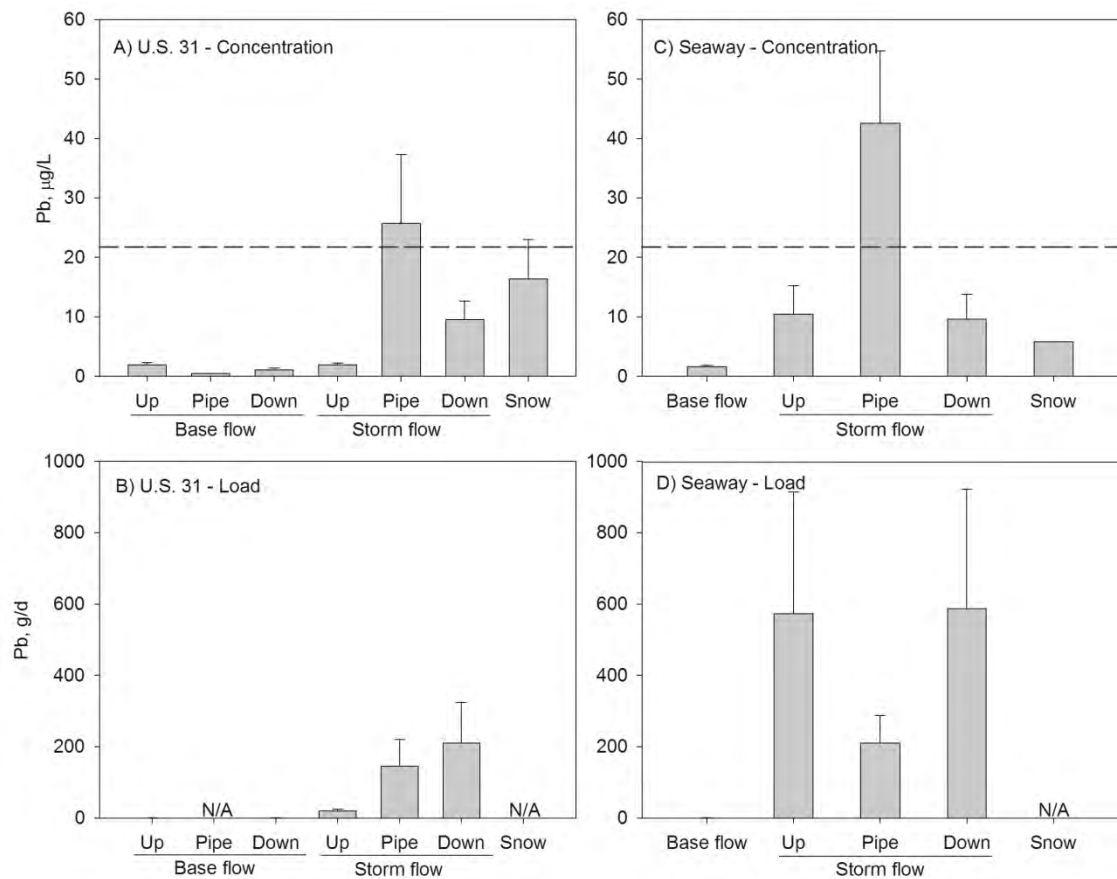 A) U.S. 31 - Concentration
60
50
40
30
20
10
0
Pb, µg/L
Up Pipe Down Up Pipe Down Snow
Base flow Storm flow
C) Seaway - Concentration
60
50
40
30
20
10
0
Base flow Up Pipe Down Snow
Storm flow
B) U.S. 31 - Load
1000
800
600
400
200
0
Pb, g/d
N/A N/A
Up Pipe Down Up Pipe Down Snow
Base flow Storm flow
D) Seaway - Load
1000
800
600
400
200
0
N/A
Base flow Up Pipe Down Snow
Storm flow